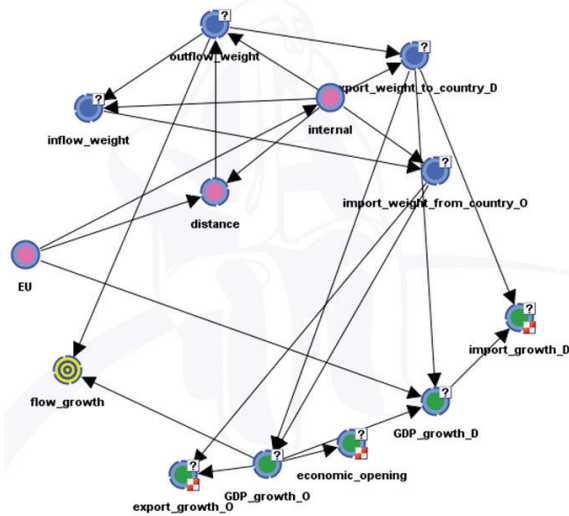 ?
outflow_weight
?
xport_weight_to_country_D
?
inflow_weight
internal
?
import_weight_from_country_O
distance
EU
?
import_growth_D
flow_growth
?
GDP_growth_D
?
economic_opening
?
export_growth_O
?
GDP_growth_O